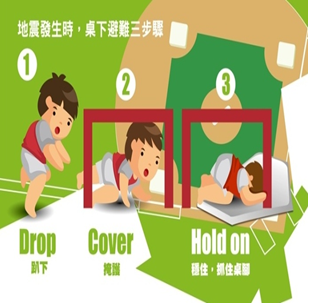 地震發生時，桌下避難三步驟
1
2
3
Drop
趴下
Cover
掩護
Hold on
穩住，抓住桌腳